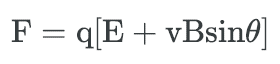 F = q[E + vBsinθ]